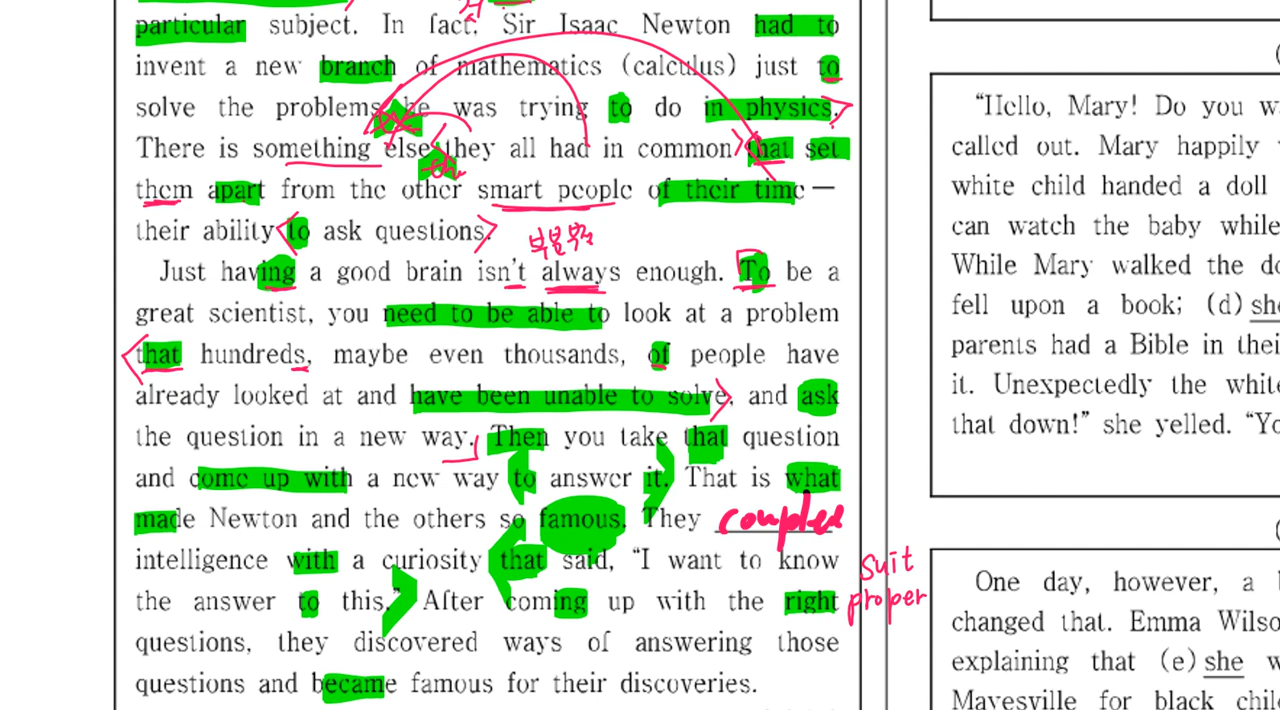 particular subject. In fact, Sir Isaac Newton had to
invent a new branch of mathematics (calculus) just to
solve the problems he was trying to do in physics.
There is something else they all had in common that set
them apart from the other smart people of their time—
their ability to ask questions.
부분부정
Just having a good brain isn't always enough. To be a
great scientist, you need to be able to look at a problem
that hundreds, maybe even thousands, of people have
already looked at and have been unable to solve, and ask
the question in a new way. Then you take that question
and come up with a new way to answer it. That is what
made Newton and the others so famous. They coupled
intelligence with a curiosity that said, “I want to know
the answer to this.” After coming up with the right
suit
proper
questions, they discovered ways of answering those
questions and became famous for their discoveries.
“Hello, Mary! Do you w
called out. Mary happily
white child handed a doll
can watch the baby while
While Mary walked the do
fell upon a book; (d) she
parents had a Bible in thei
it. Unexpectedly the white
that down!” she yelled. “Yo
One day, however, a
changed that. Emma Wilso
explaining that (e) she w
Mayesville for black chil